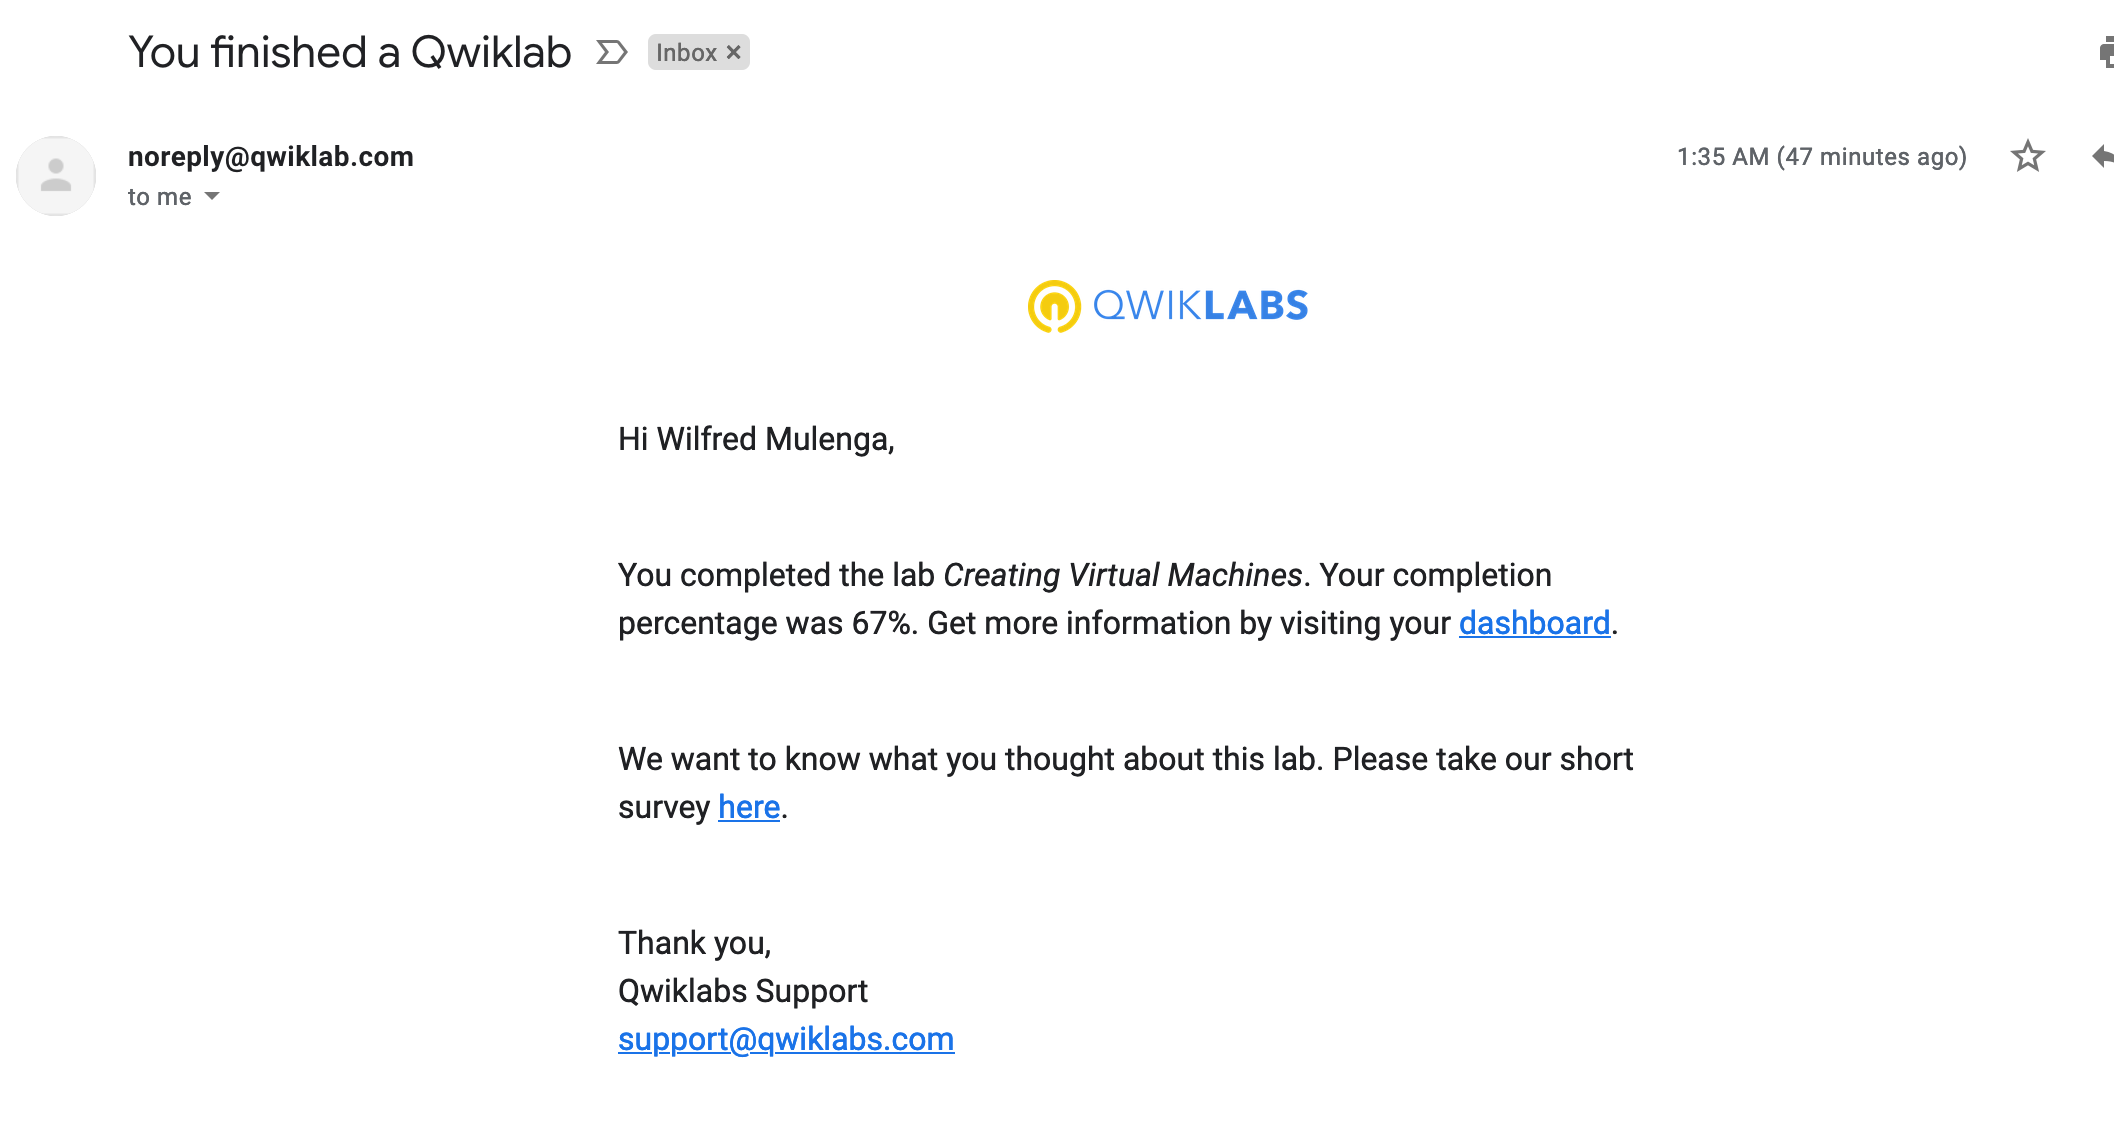 You finished a Qwiklab Inbox ×
noreply@qwiklab.com 1:35 AM (47 minutes ago)
to me
QWIKLABS
Hi Wilfred Mulenga,
You completed the lab Creating Virtual Machines. Your completion
percentage was 67%. Get more information by visiting your dashboard.
We want to know what you thought about this lab. Please take our short
survey here.
Thank you,
Qwiklabs Support
support@qwiklabs.com